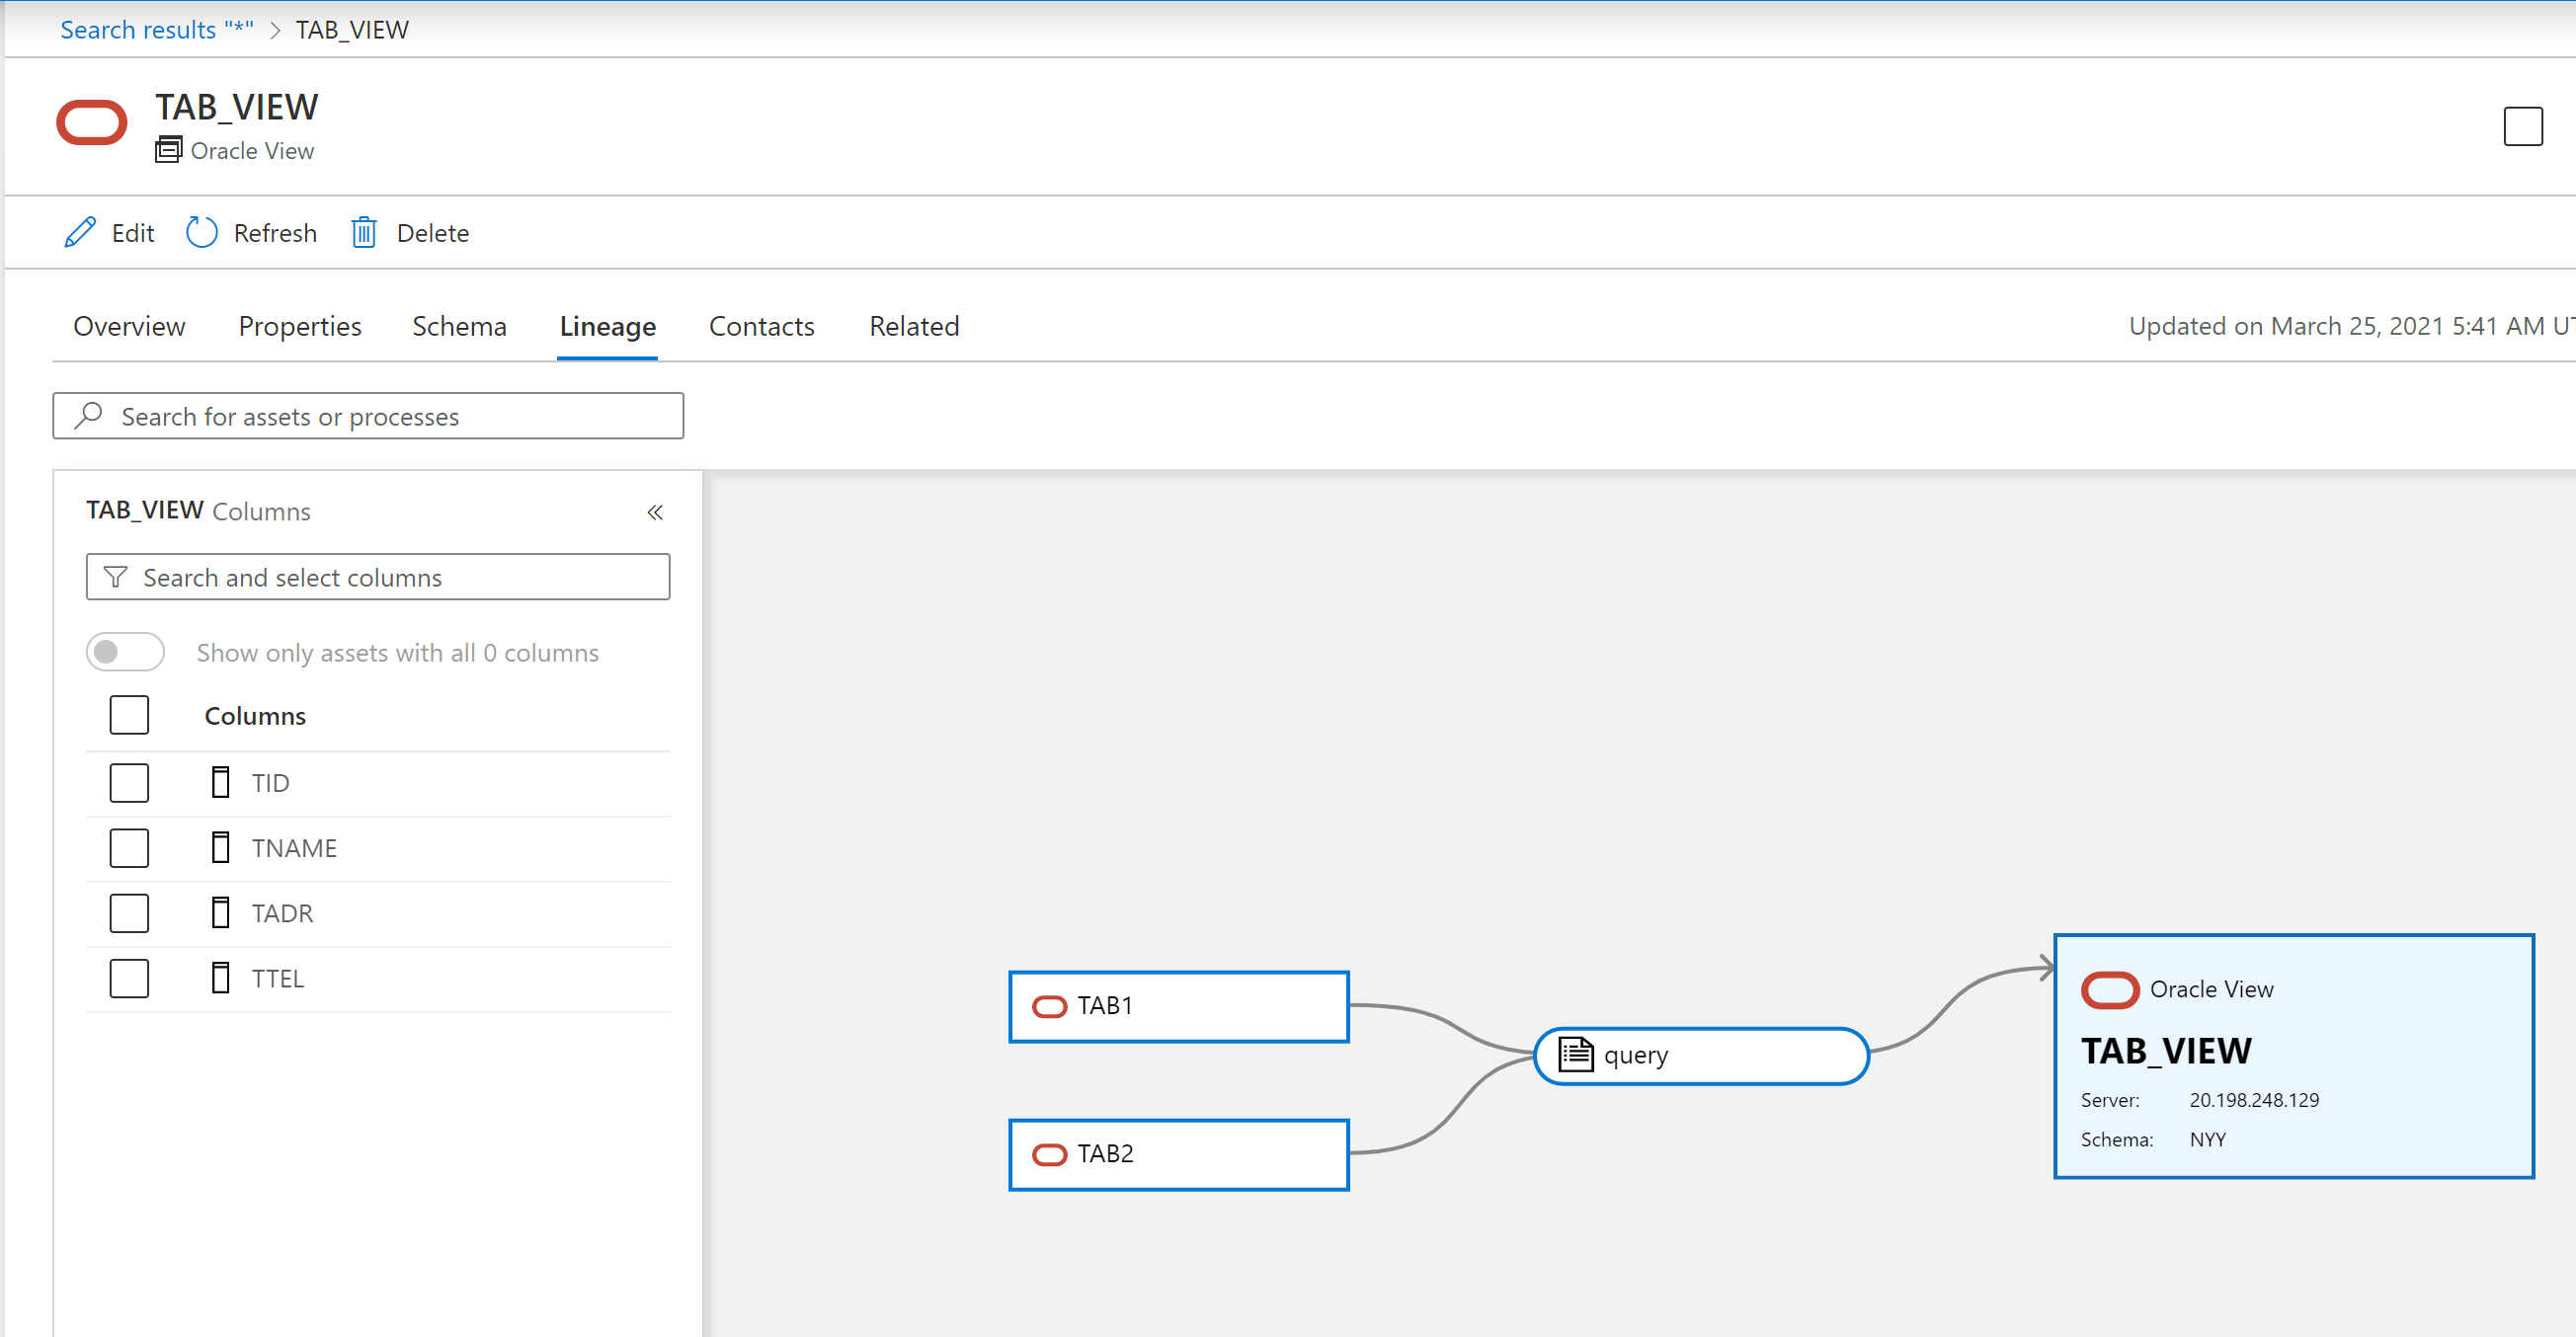 Search results "*" > TAB_VIEW
TAB_VIEW
Oracle View
Edit Refresh Delete
Overview Properties Schema Lineage Contacts Related Updated on March 25, 2021 5:41 AM UT
Search for assets or processes
TAB_VIEW Columns «
Search and select columns
Show only assets with all 0 columns
Columns
TID
TNAME
TADR
TTEL
TAB1
TAB2
query
Oracle View
TAB_VIEW
Server: 20.198.248.129
Schema: NYY